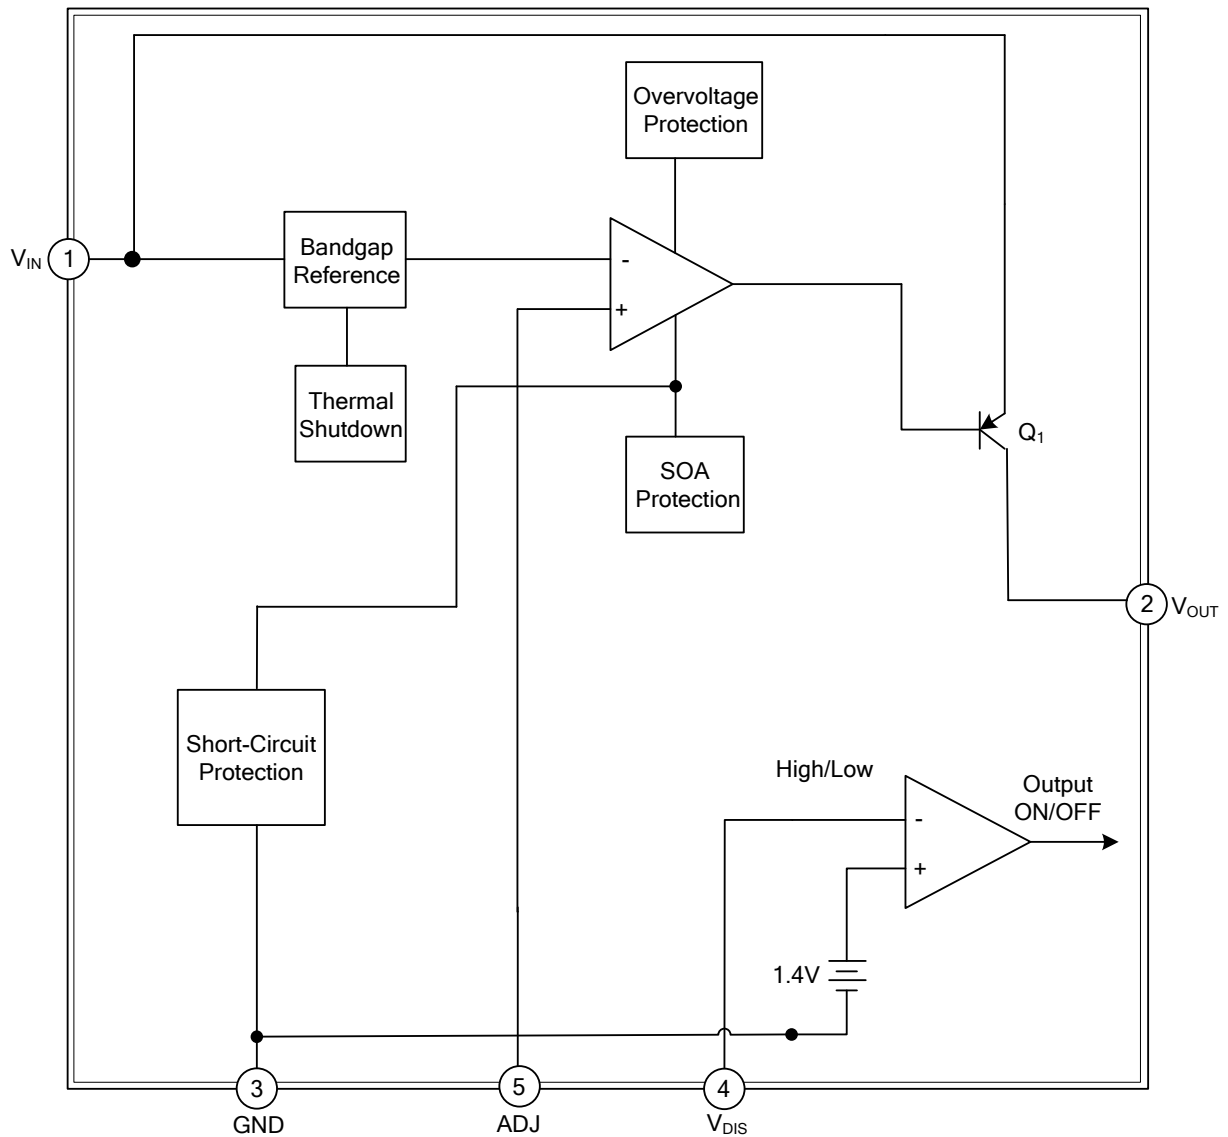 Overvoltage
Protection
VIN
1
Bandgap
Reference
-
+
Thermal
Shutdown
Q1
SOA
Protection
2
VOUT
Short-Circuit
Protection
High/Low
Output
ON/OFF
-
+
1.4V
3
5
4
GND
ADJ
VDIS